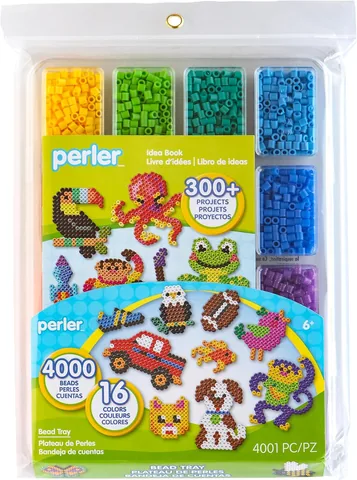 perler
Idea Book
Livre d'idées | Libro de ideas
300+
PROJECTS
PROJETS
PROYECTOS
perler
6+
4000
BEADS
PERLES
CUENTAS
16
COLORS
COULEURS
COLORES
Bead Tray
Plateau de Perles
Bandeja de cuentas
4001 PC/PZ
BEAD TRAY
PLATEAU DE PERLES
BANDEJA DE CUENTAS